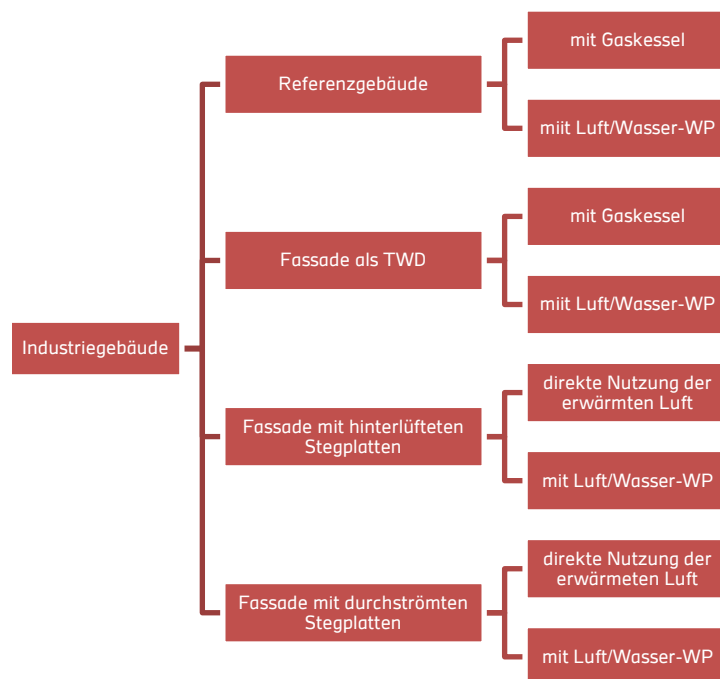 Industriegebäude
Referenzgebäude
mit Gaskessel
miit Luft/Wasser-WP
Fassade als TWD
mit Gaskessel
miit Luft/Wasser-WP
Fassade mit hinterlüfteten
Stegplatten
direkte Nutzung der
erwärmten Luft
mit Luft/Wasser-WP
Fassade mit durchströmten
Stegplatten
direkte Nutzung der
erwärmeten Luft
mit Luft/Wasser-WP